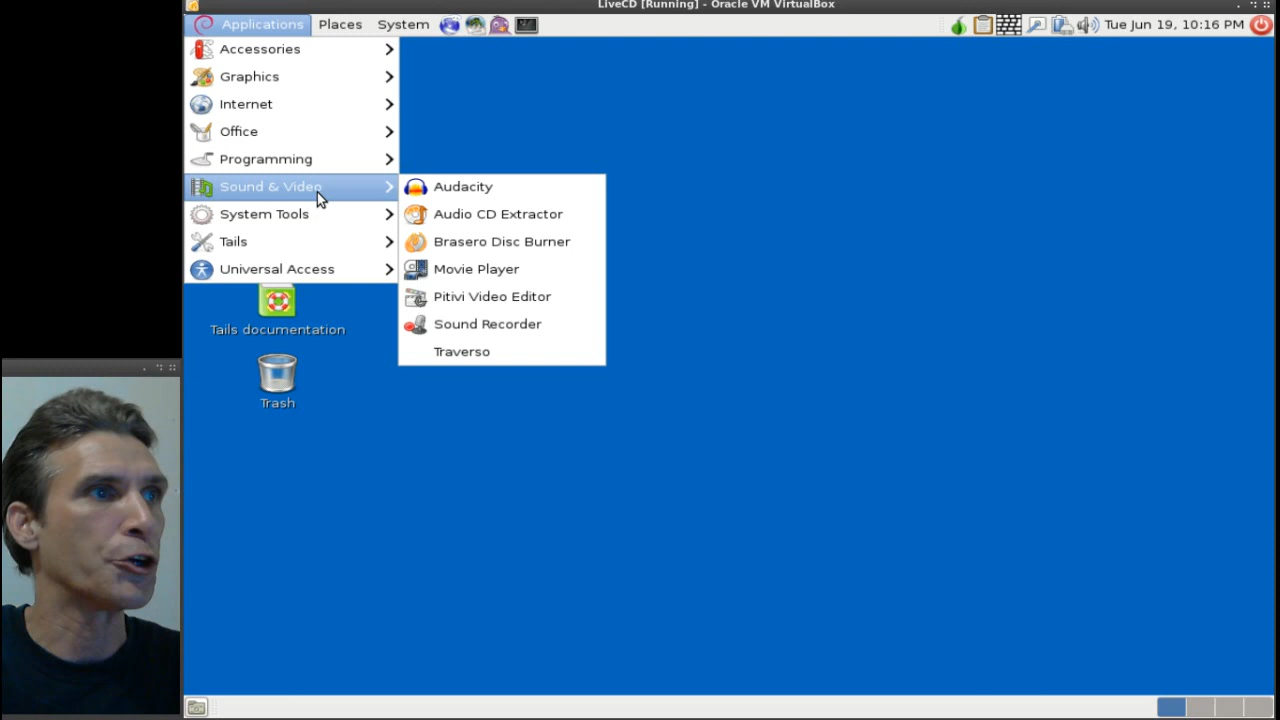 LiveCD [Running] - Oracle VM VirtualBox
Applications Places System Tue Jun 19, 10:16 PM
Accessories
Graphics
Internet
Office
Programming
Sound & Video
System Tools
Tails
Universal Access
Audacity
Audio CD Extractor
Brasero Disc Burner
Movie Player
Pitivi Video Editor
Sound Recorder
Traverso
Tails documentation
Trash